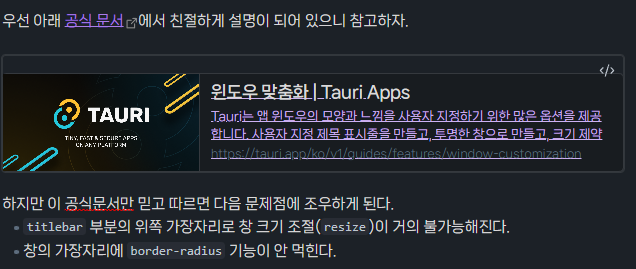 우선 아래 공식 문서에서 친절하게 설명이 되어 있으니 참고하자.
</>
TAURI
TINY, FAST & SECURE APPS
ON ANY PLATFORM
윈도우 맞춤화 | Tauri Apps
Tauri는 앱 윈도우의 모양과 느낌을 사용자 지정하기 위한 많은 옵션을 제공
합니다. 사용자 지정 제목 표시줄을 만들고, 투명한 창으로 만들고, 크기 제약
https://tauri.app/ko/v1/guides/features/window-customization
하지만 이 공식문서만 믿고 따르면 다음 문제점에 조우하게 된다.
• titlebar 부분의 위쪽 가장자리로 창 크기 조절(resize)이 거의 불가능해진다.
• 창의 가장자리에 border-radius 기능이 안 먹힌다.